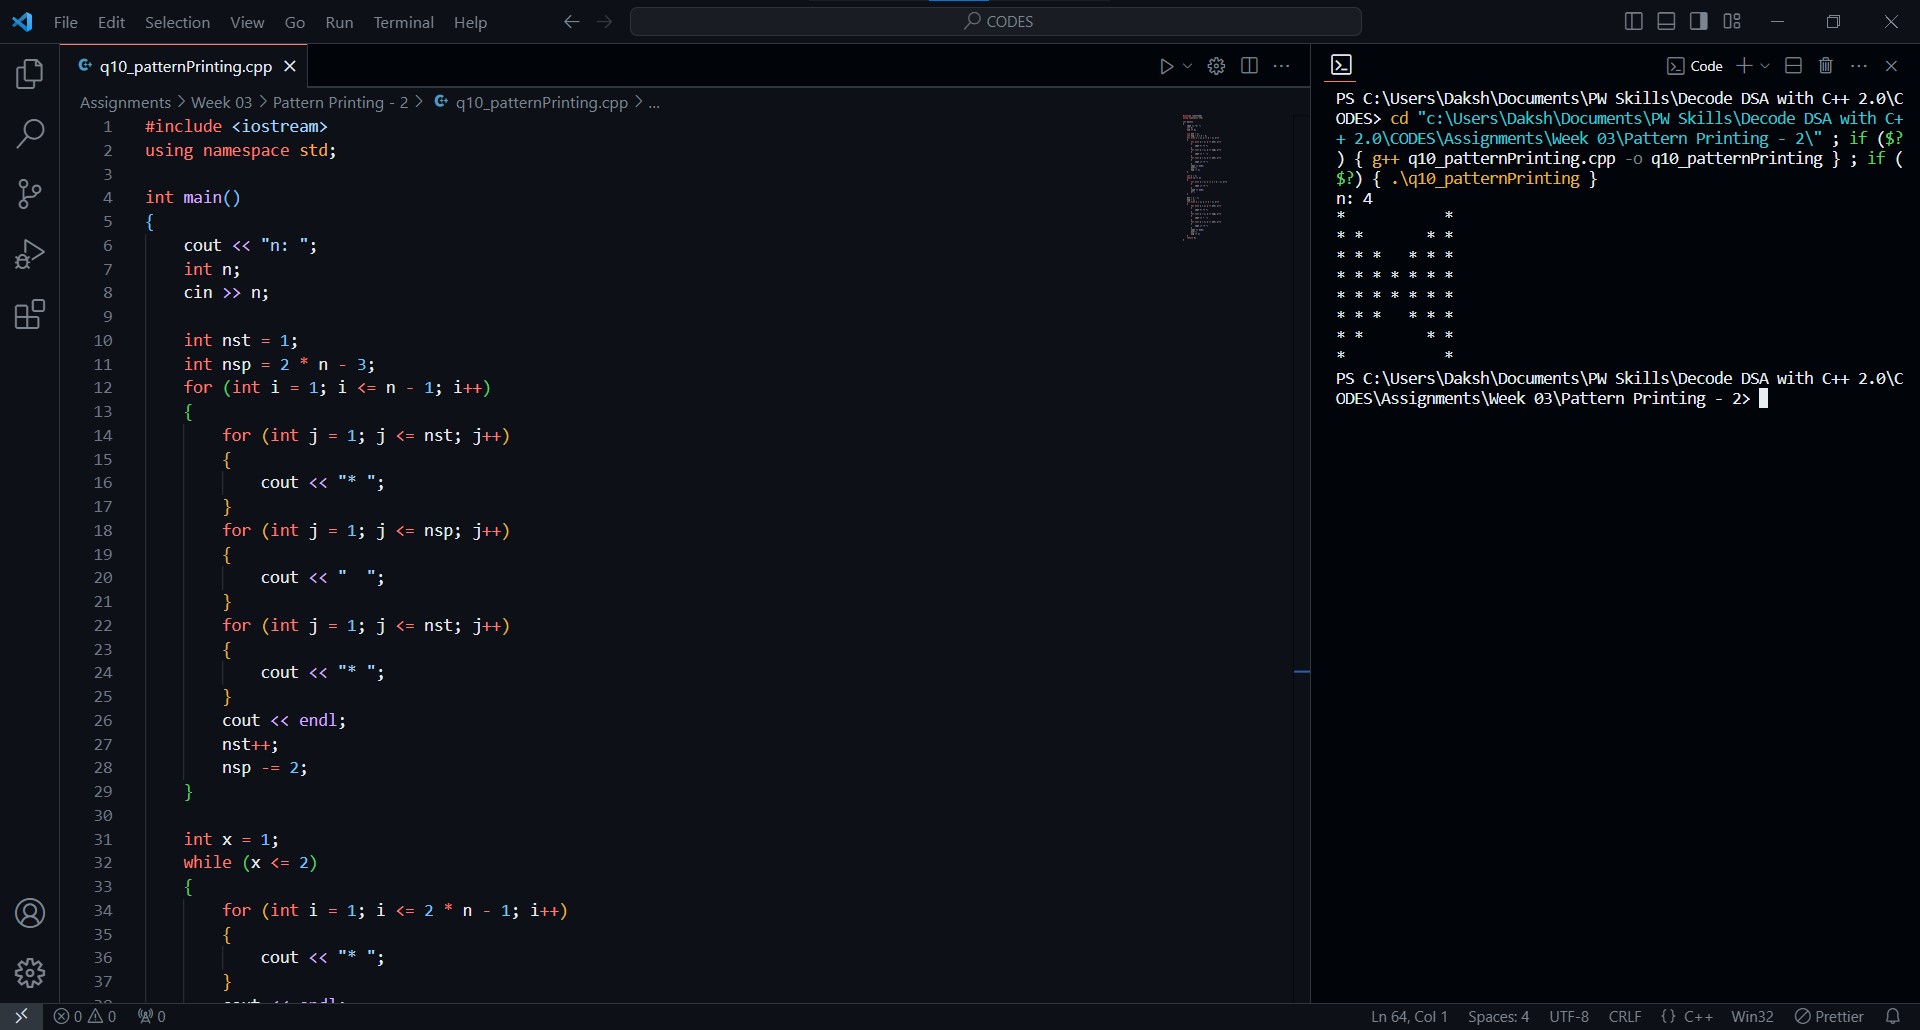 File Edit Selection View Go Run Terminal Help
CODES
q10_patternPrinting.cpp
Assignments > Week 03 > Pattern Printing - 2 > q10_patternPrinting.cpp > ...
1 #include <iostream>
2 using namespace std;
3
4 int main()
5 {
6 cout << "n: ";
7 int n;
8 cin >> n;
9
10 int nst = 1;
11 int nsp = 2 * n - 3;
12 for (int i = 1; i <= n - 1; i++)
13 {
14 for (int j = 1; j <= nst; j++)
15 {
16 cout << "* ";
17 }
18 for (int j = 1; j <= nsp; j++)
19 {
20 cout << "  ";
21 }
22 for (int j = 1; j <= nst; j++)
23 {
24 cout << "* ";
25 }
26 cout << endl;
27 nst++;
28 nsp -= 2;
29 }
30
31 int x = 1;
32 while (x <= 2)
33 {
34 for (int i = 1; i <= 2 * n - 1; i++)
35 {
36 cout << "* ";
37 }
Code
PS C:\Users\Daksh\Documents\PW Skills\Decode DSA with C++ 2.0\C
ODES> cd "c:\Users\Daksh\Documents\PW Skills\Decode DSA with C+
+ 2.0\CODES\Assignments\Week 03\Pattern Printing - 2\" ; if ($?
) { g++ q10_patternPrinting.cpp -o q10_patternPrinting } ; if (
$?) { .\q10_patternPrinting }
n: 4
*           *
* *       * *
* * *   * * *
* * * * * * *
* * * * * * *
* * *   * * *
* *       * *
*           *
PS C:\Users\Daksh\Documents\PW Skills\Decode DSA with C++ 2.0\C
ODES\Assignments\Week 03\Pattern Printing - 2>
0 0 0
Ln 64, Col 1 Spaces: 4 UTF-8 CRLF {} C++ Win32 Prettier